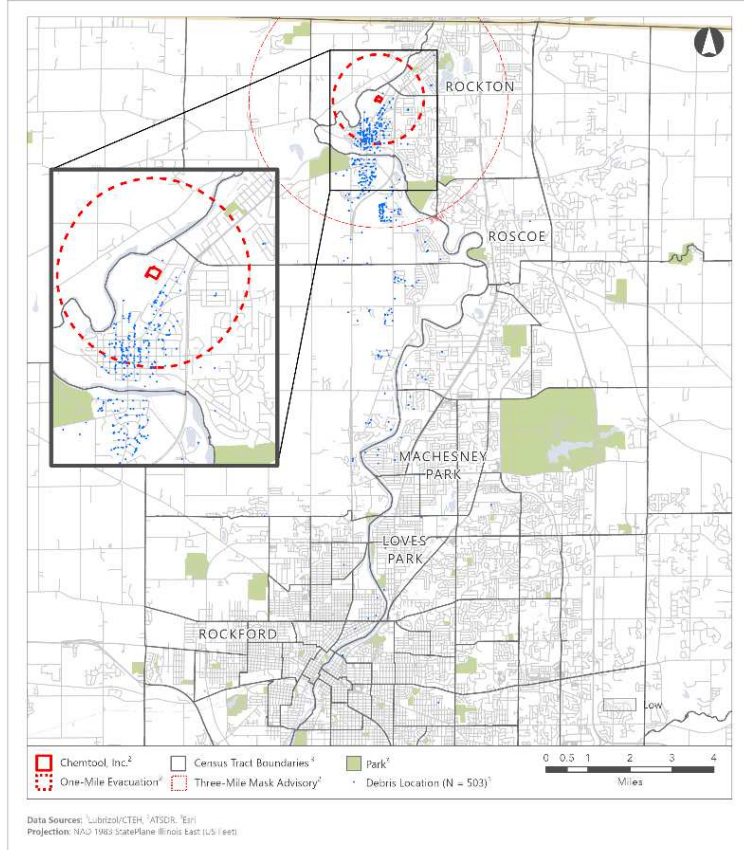 ROCKTON
ROSCOE
MACHESNEY
PARK
LOVES
PARK
ROCKFORD
Low
Chemtool, Inc.² Census Tract Boundaries³ Park³
One-Mile Evacuation² Three-Mile Mask Advisory² Debris Location (N = 503)¹
0 0.5 1 2 3 4
Miles
Data Sources: ¹Lubrizol/CTEH, ²ATSDR, ³Esri
Projection: NAD 1983 StatePlane Illinois East (US Feet)